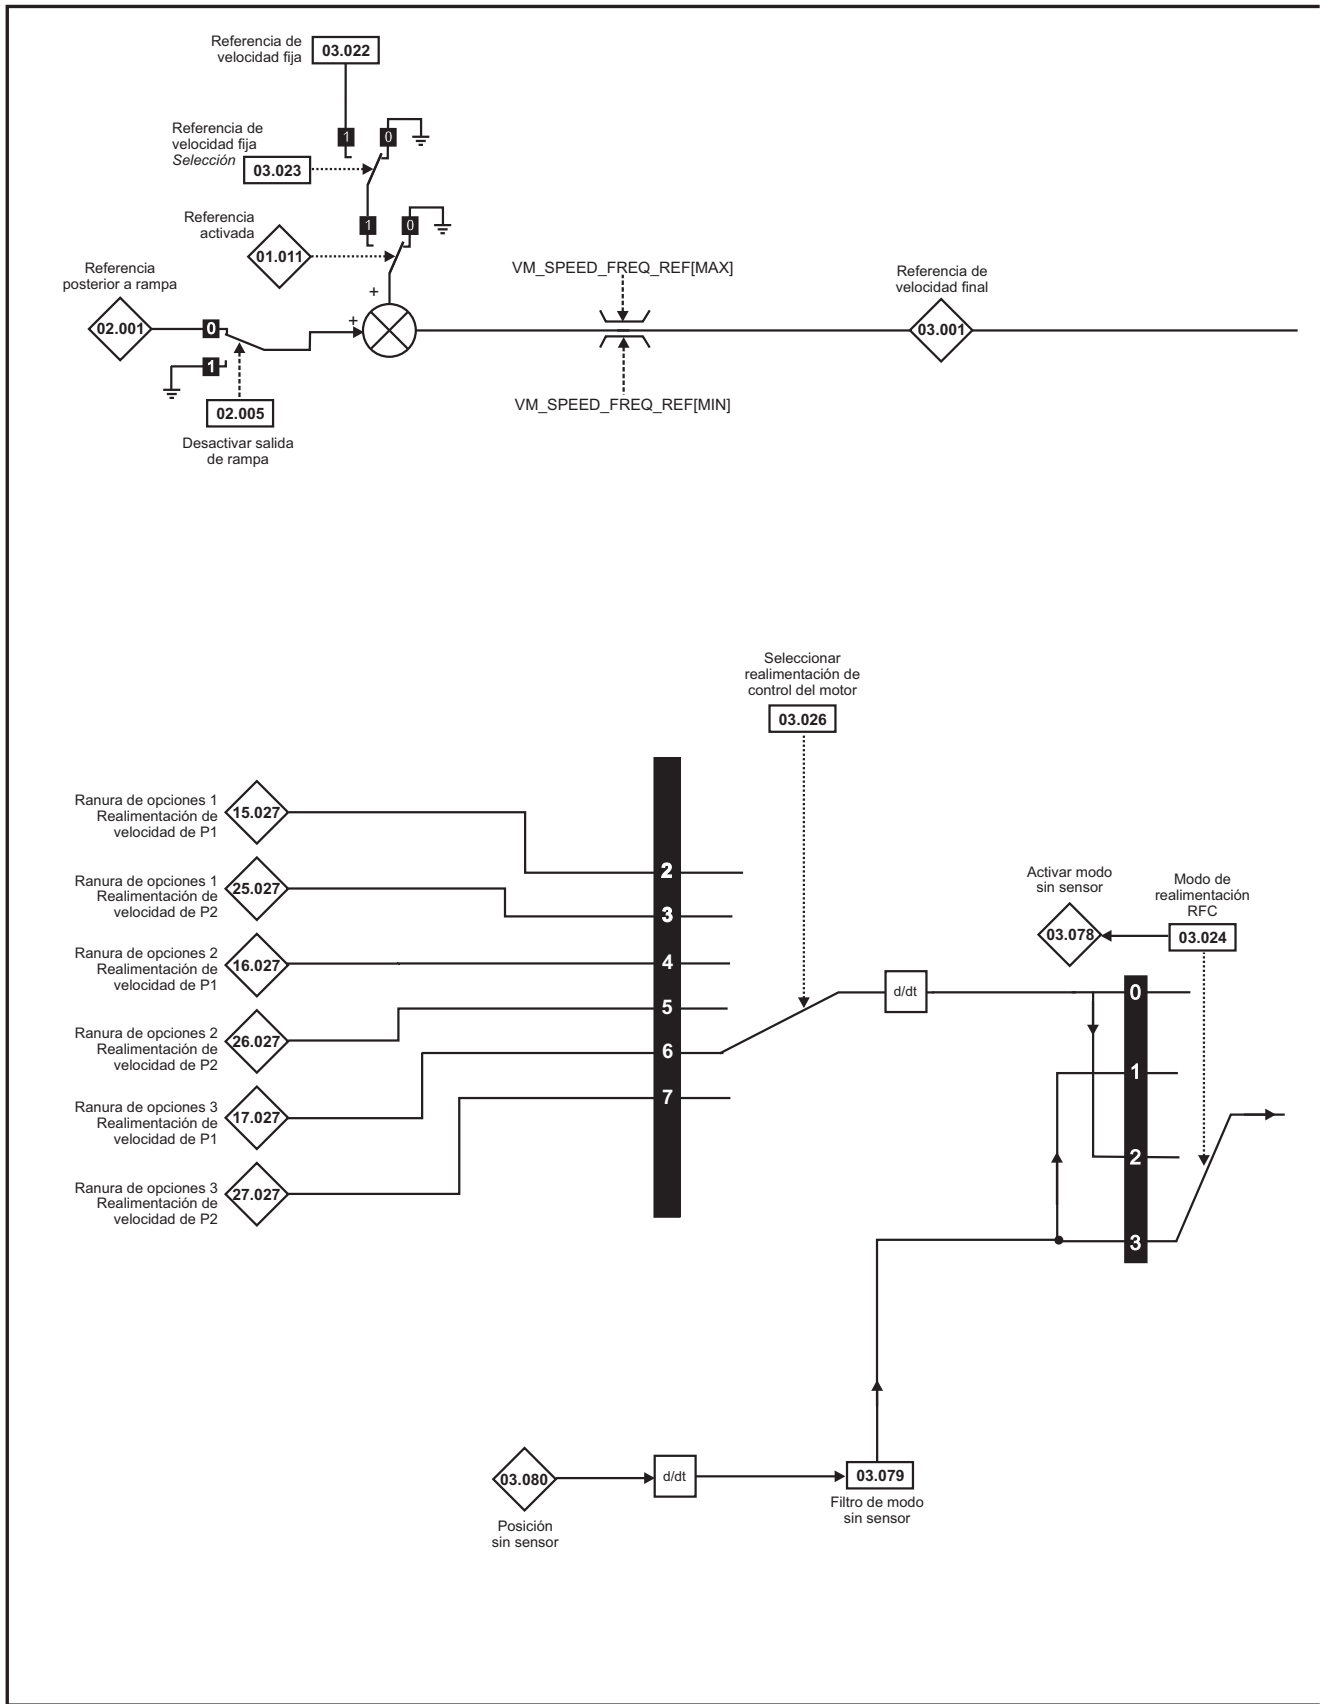 Referencia de
velocidad fija
03.022
1
0
Referencia de
velocidad fija
Selección
03.023
1
0
Referencia
activada
01.011
VM_SPEED_FREQ_REF[MAX]
Referencia de
velocidad final
Referencia
posterior a rampa
+
+
02.001
0
03.001
1
VM_SPEED_FREQ_REF[MIN]
02.005
Desactivar salida
de rampa
Seleccionar
realimentación de
control del motor
03.026
Ranura de opciones 1
Realimentación de
velocidad de P1
15.027
2
Ranura de opciones 1
Realimentación de
velocidad de P2
25.027
3
Activar modo
sin sensor
03.078
Modo de
realimentación
RFC
03.024
Ranura de opciones 2
Realimentación de
velocidad de P1
16.027
4
d/dt
0
Ranura de opciones 2
Realimentación de
velocidad de P2
26.027
5
6
1
Ranura de opciones 3
Realimentación de
velocidad de P1
17.027
7
2
Ranura de opciones 3
Realimentación de
velocidad de P2
27.027
3
03.080
d/dt
03.079
Posición
sin sensor
Filtro de modo
sin sensor